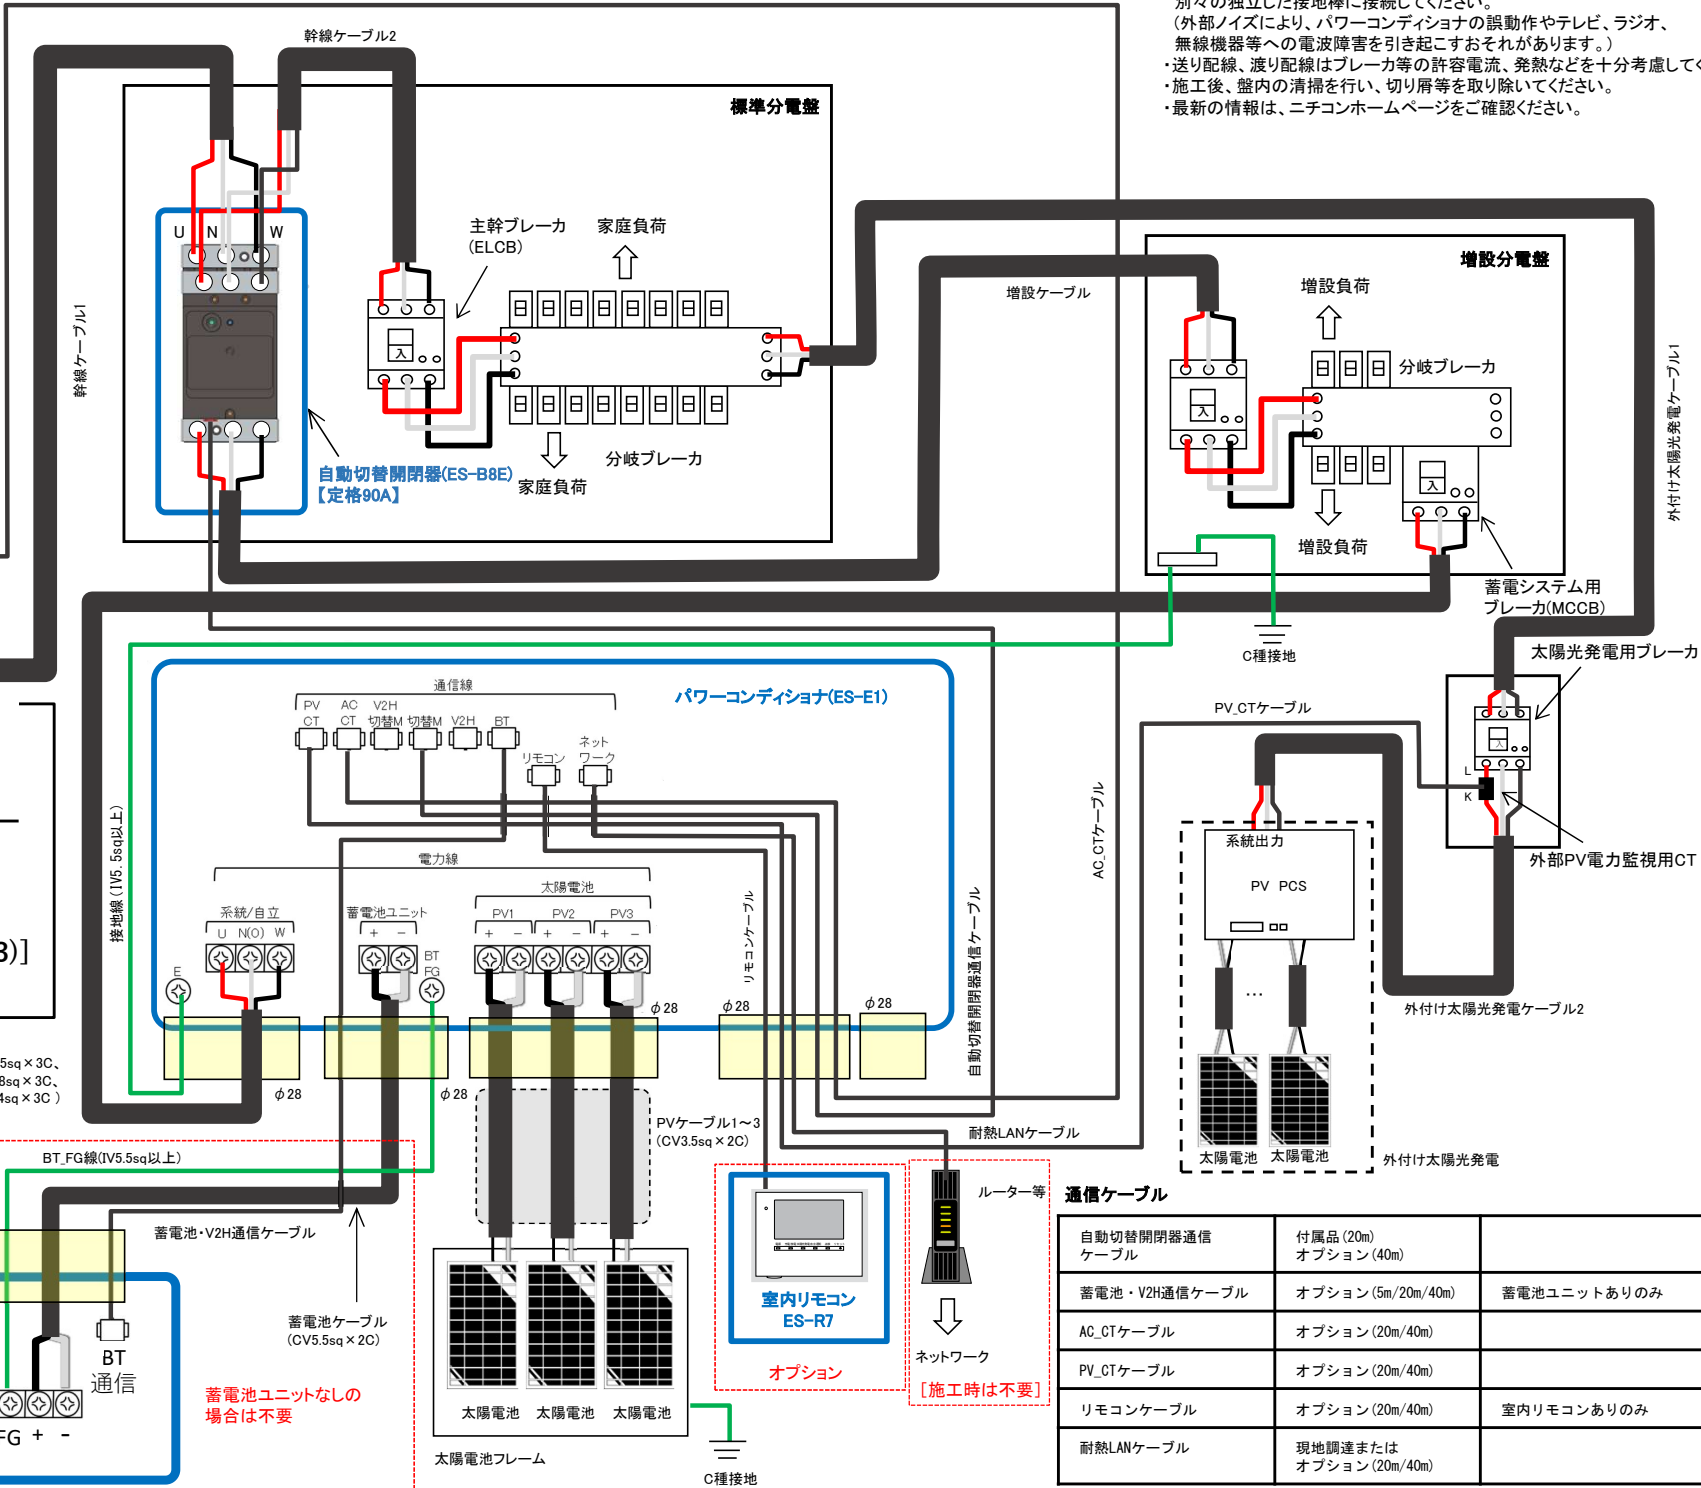 別々の独立した接地棒に接続してください。
(外部ノイズにより、パワーコンディショナの誤動作やテレビ、ラジオ、
無線機器等への電波障害を引き起こすおそれがあります。)
・送り配線、渡り配線はブレーカ等の許容電流、発熱などを十分考慮してく
・施工後、盤内の清掃を行い、切り屑等を取り除いてください。
・最新の情報は、ニチコンホームページをご確認ください。
幹線ケーブル2
標準分電盤
幹線ケーブル1
U N W
主幹ブレーカ
(ELCB)
家庭負荷
入
分岐ブレーカ
家庭負荷
自動切替開閉器(ES-B8E)
【定格90A】
増設ケーブル
増設分電盤
増設負荷
分岐ブレーカ
入
入
増設負荷
外付け太陽光発電ケーブル1
蓄電システム用
ブレーカ(MCCB)
C種接地
太陽光発電用ブレーカ
入
L
K
外部PV電力監視用CT
PV_CTケーブル
AC_CTケーブル
パワーコンディショナ(ES-E1)
通信線
PV
CT
AC
CT
V2H
切替M
切替M
V2H
BT
リモコン
ネット
ワーク
接地線(IV5.5sq以上)
電力線
太陽電池
系統/自立
U N(O) W
蓄電池ユニット
+ −
BT
FG
PV1 PV2 PV3
+ − + − + −
E
リモコンケーブル
自動切替開閉器通信ケーブル
φ28
φ28
φ28
φ28
φ28
系統出力
PV PCS
…
太陽電池 太陽電池
外付け太陽光発電
外付け太陽光発電ケーブル2
3)]
5sq×3C、
8sq×3C、
4sq×3C )
BT_FG線(IV5.5sq以上)
PVケーブル1～3
(CV3.5sq×2C)
耐熱LANケーブル
蓄電池・V2H通信ケーブル
蓄電池ケーブル
(CV5.5sq×2C)
BT
通信
FG + -
蓄電池ユニットなしの
場合は不要
太陽電池 太陽電池 太陽電池
太陽電池フレーム
C種接地
室内リモコン
ES-R7
オプション
ルーター等
ネットワーク
[施工時は不要]
通信ケーブル
自動切替開閉器通信
ケーブル
付属品(20m)
オプション(40m)
蓄電池・V2H通信ケーブル オプション(5m/20m/40m) 蓄電池ユニットありのみ
AC_CTケーブル オプション(20m/40m)
PV_CTケーブル オプション(20m/40m)
リモコンケーブル オプション(20m/40m) 室内リモコンありのみ
耐熱LANケーブル
現地調達または
オプション(20m/40m)